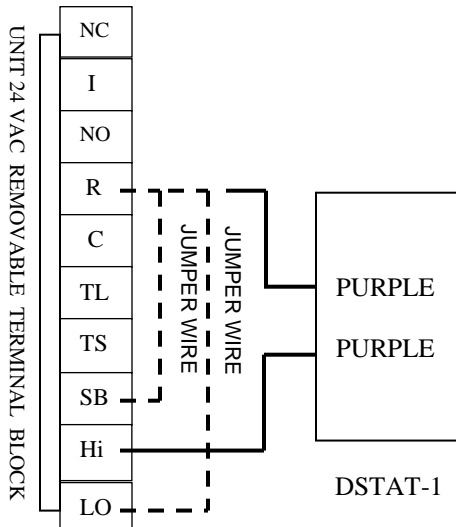 UNIT 24 VAC REMOVABLE TERMINAL BLOCK
NC
I
NO
R
C
TL
TS
SB
Hi
LO
JUMPER WIRE
JUMPER WIRE
PURPLE
PURPLE
DSTAT-1